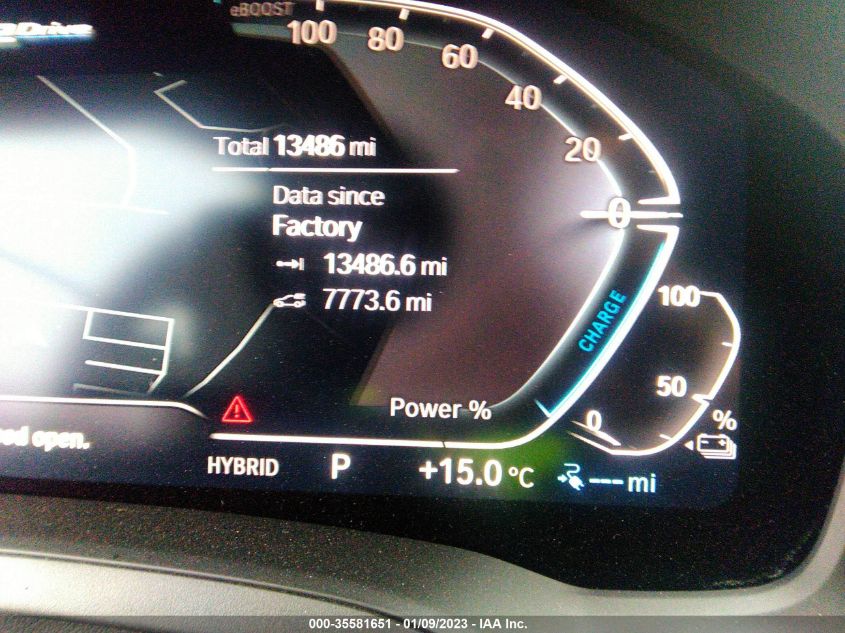 eBOOST
100
80
60
40
20
0
Drive
Total 13486 mi
Data since
Factory
13486.6 mi
7773.6 mi
CHARGE
100
50
0
%
Power %
open.
HYBRID P +15.0 °C --- mi
000-35581651 - 01/09/2023 - IAA Inc.